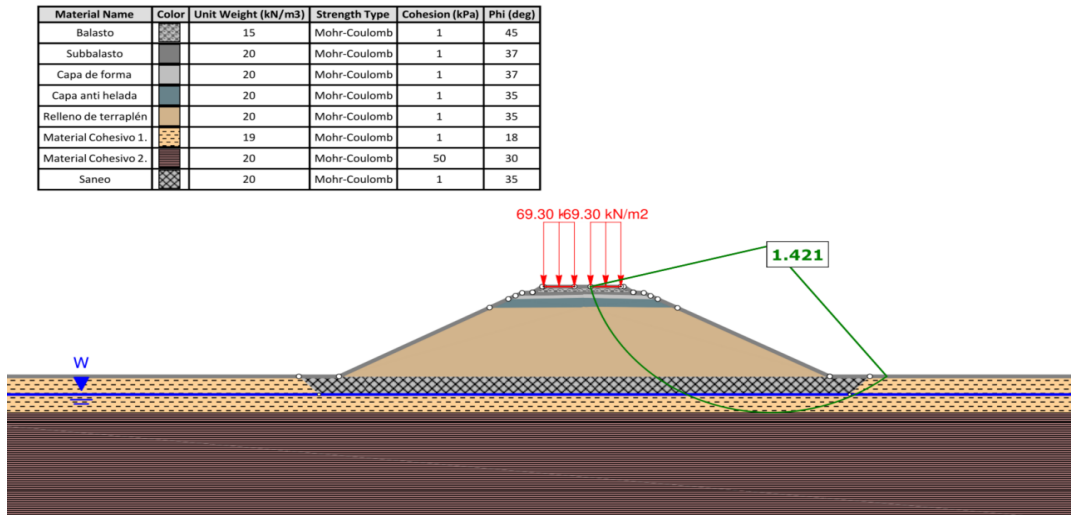 Material Name Color Unit Weight (kN/m3) Strength Type Cohesion (kPa) Phi (deg)
Balasto 15 Mohr-Coulomb 1 45
Subbalasto 20 Mohr-Coulomb 1 37
Capa de forma 20 Mohr-Coulomb 1 37
Capa anti helada 20 Mohr-Coulomb 1 35
Relleno de terraplén 20 Mohr-Coulomb 1 35
Material Cohesivo 1. 19 Mohr-Coulomb 1 18
Material Cohesivo 2. 20 Mohr-Coulomb 50 30
Saneo 20 Mohr-Coulomb 1 35
69.30 69.30 kN/m2
1.421
W